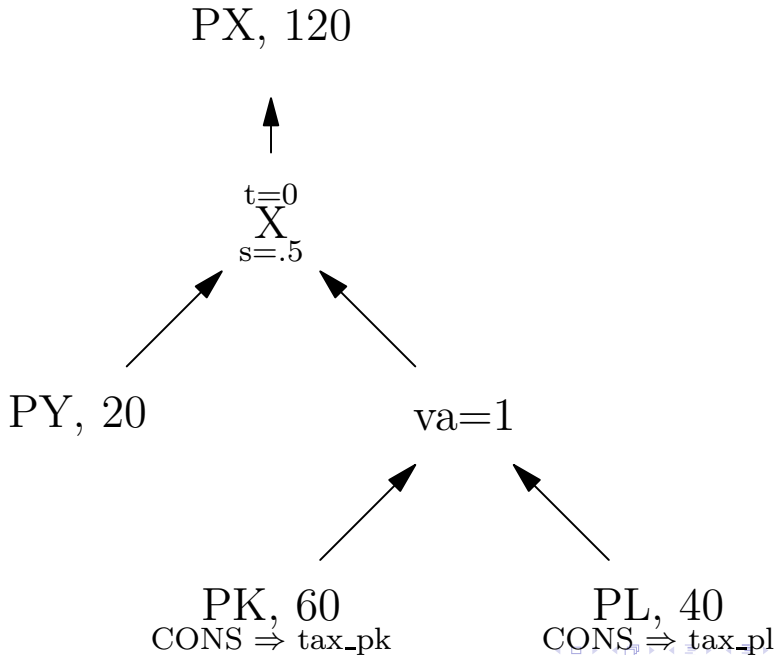 PX, 120
t=0
X
s=.5
PY, 20
va=1
PK, 60
PL, 40
CONS ⇒ tax_pk
CONS ⇒ tax_pl